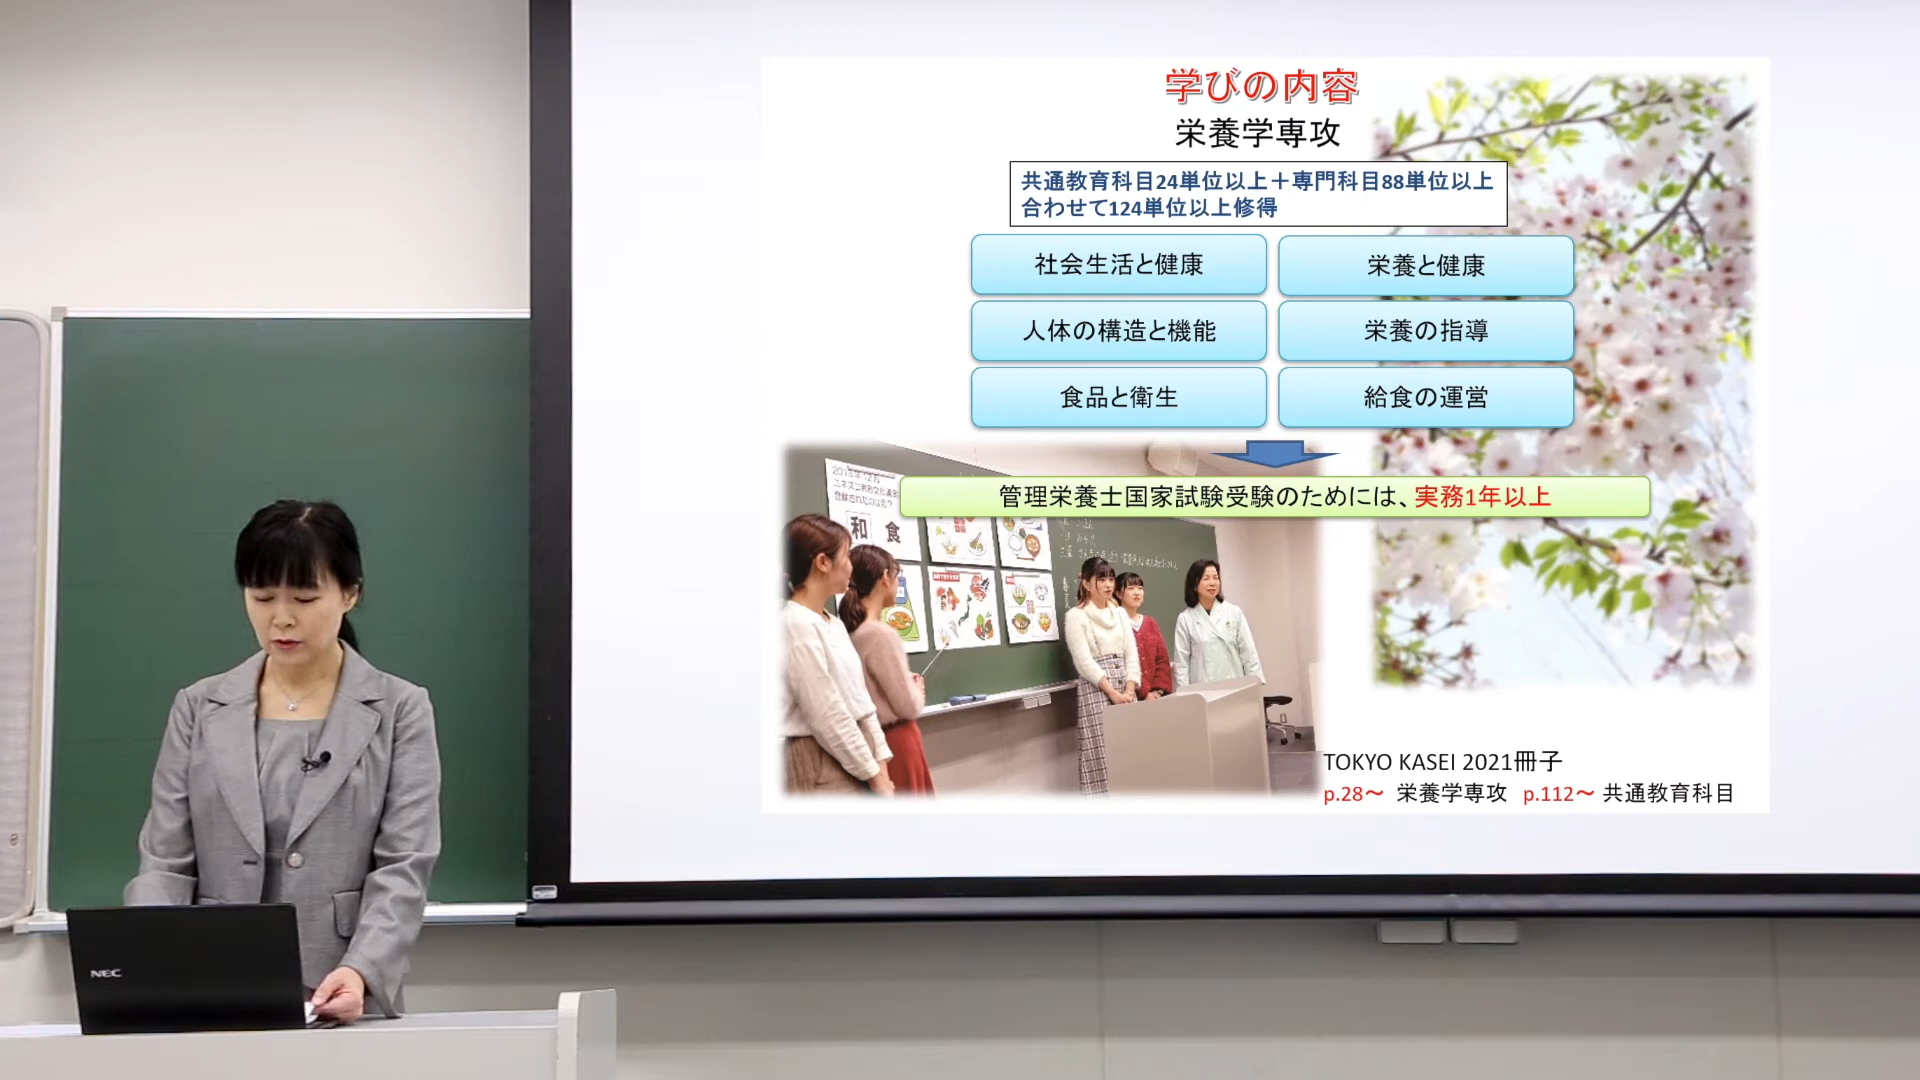 学びの内容
栄養学専攻
共通教育科目24単位以上＋専門科目88単位以上
合わせて124単位以上修得
社会生活と健康
栄養と健康
人体の構造と機能
栄養の指導
食品と衛生
給食の運営
管理栄養士国家試験受験のためには、実務1年以上
和食
TOKYO KASEI 2021冊子
p.28～ 栄養学専攻 p.112～ 共通教育科目
NEC